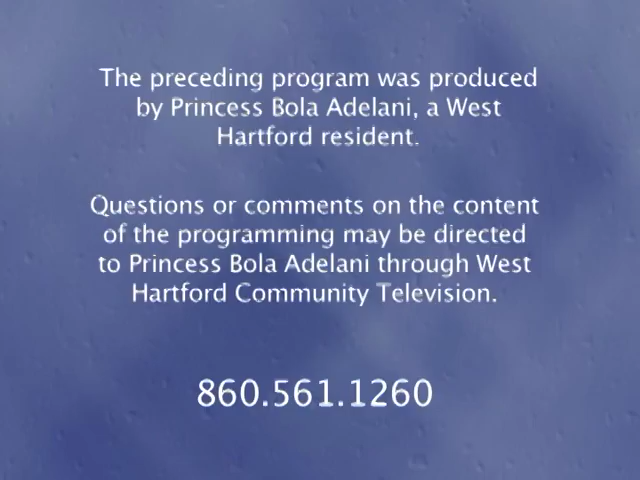 The preceding program was produced
by Princess Bola Adelani, a West
Hartford resident.
Questions or comments on the content
of the programming may be directed
to Princess Bola Adelani through West
Hartford Community Television.
860.561.1260